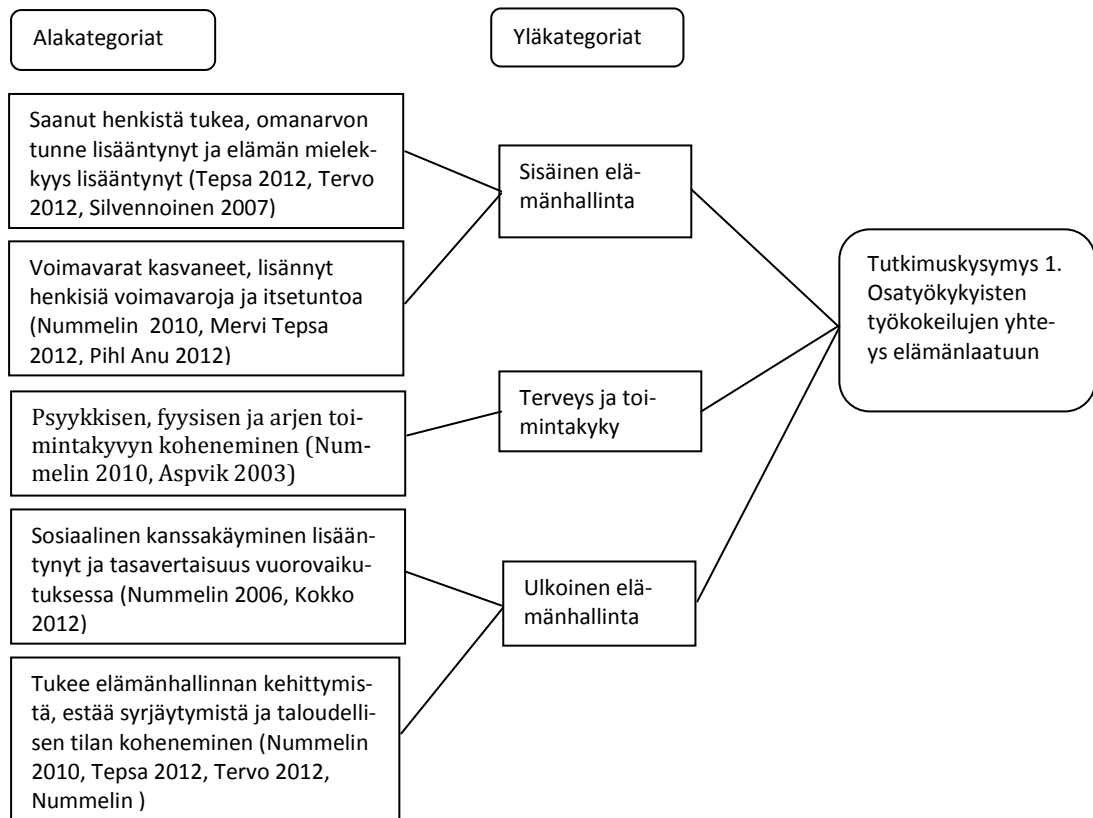 Alakategoriat
Yläkategoriat
Saanut henkistä tukea, omanarvon
tunne lisääntynyt ja elämän mielek-
kyys lisääntynyt (Tepsa 2012, Tervo
2012, Silvennoinen 2007)
Voimavarat kasvaneet, lisännyt
henkisiä voimavaroja ja itsetuntoa
(Nummelin  2010, Mervi Tepsa
2012, Pihl Anu 2012)
Psyykkisen, fyysisen ja arjen toi-
mintakyvyn koheneminen (Num-
melin 2010, Aspvik 2003)
Sosiaalinen kanssakäyminen lisään-
tynyt ja tasavertaisuus vuorovaiku-
tuksessa (Nummelin 2006, Kokko
2012)
Tukee elämänhallinnan kehittymis-
tä, estää syrjäytymistä ja taloudelli-
sen tilan koheneminen (Nummelin
2010, Tepsa 2012, Tervo 2012,
Nummelin )
Sisäinen elä-
mänhallinta
Terveys ja toi-
mintakyky
Ulkoinen elä-
mänhallinta
Tutkimuskysymys 1.
Osatyökykyisten
työkokeilujen yhte-
ys elämänlaatuun